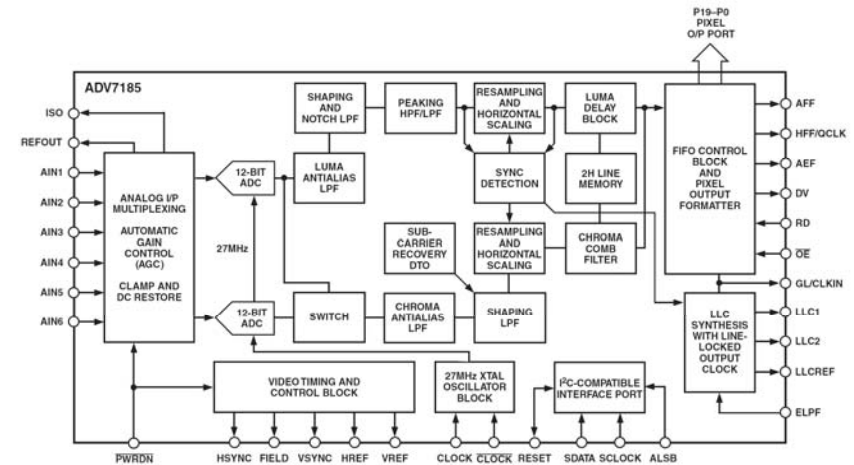 P19–P0
PIXEL
O/P PORT
ADV7185
ISO
REFOUT
AIN1
AIN2
AIN3
AIN4
AIN5
AIN6
ANALOG I/P
MULTIPLEXING
AUTOMATIC
GAIN
CONTROL
(AGC)
CLAMP AND
DC RESTORE
12-BIT
ADC
27MHz
12-BIT
ADC
SHAPING
AND
NOTCH LPF
LUMA
ANTIALIAS
LPF
PEAKING
HPF/LPF
RESAMPLING
AND
HORIZONTAL
SCALING
LUMA
DELAY
BLOCK
SYNC
DETECTION
2H LINE
MEMORY
SUB-
CARRIER
RECOVERY
DTO
RESAMPLING
AND
HORIZONTAL
SCALING
CHROMA
COMB
FILTER
SWITCH
CHROMA
ANTIALIAS
LPF
SHAPING
LPF
FIFO CONTROL
BLOCK
AND
PIXEL
OUTPUT
FORMATTER
LLC
SYNTHESIS
WITH LINE-
LOCKED
OUTPUT
CLOCK
AFF
HFF/QCLK
AEF
DV
RD
OE
GL/CLKIN
LLC1
LLC2
LLCREF
ELPF
VIDEO TIMING AND
CONTROL BLOCK
27MHz XTAL
OSCILLATOR
BLOCK
I²C-COMPATIBLE
INTERFACE PORT
PWRDN
HSYNC
FIELD
VSYNC
HREF
VREF
CLOCK
CLOCK
RESET
SDATA
SCLOCK
ALSB